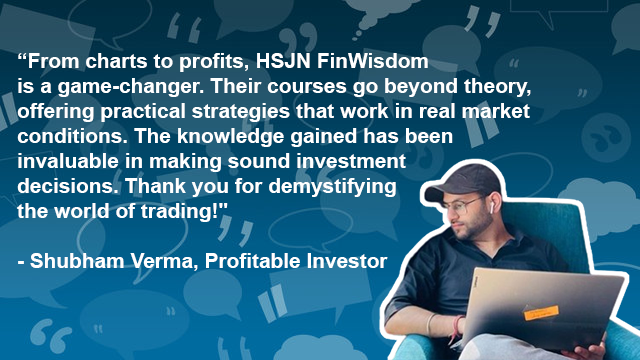 “From charts to profits, HSJN FinWisdom
is a game-changer. Their courses go beyond theory,
offering practical strategies that work in real market
conditions. The knowledge gained has been
invaluable in making sound investment
decisions. Thank you for demystifying
the world of trading!"
- Shubham Verma, Profitable Investor